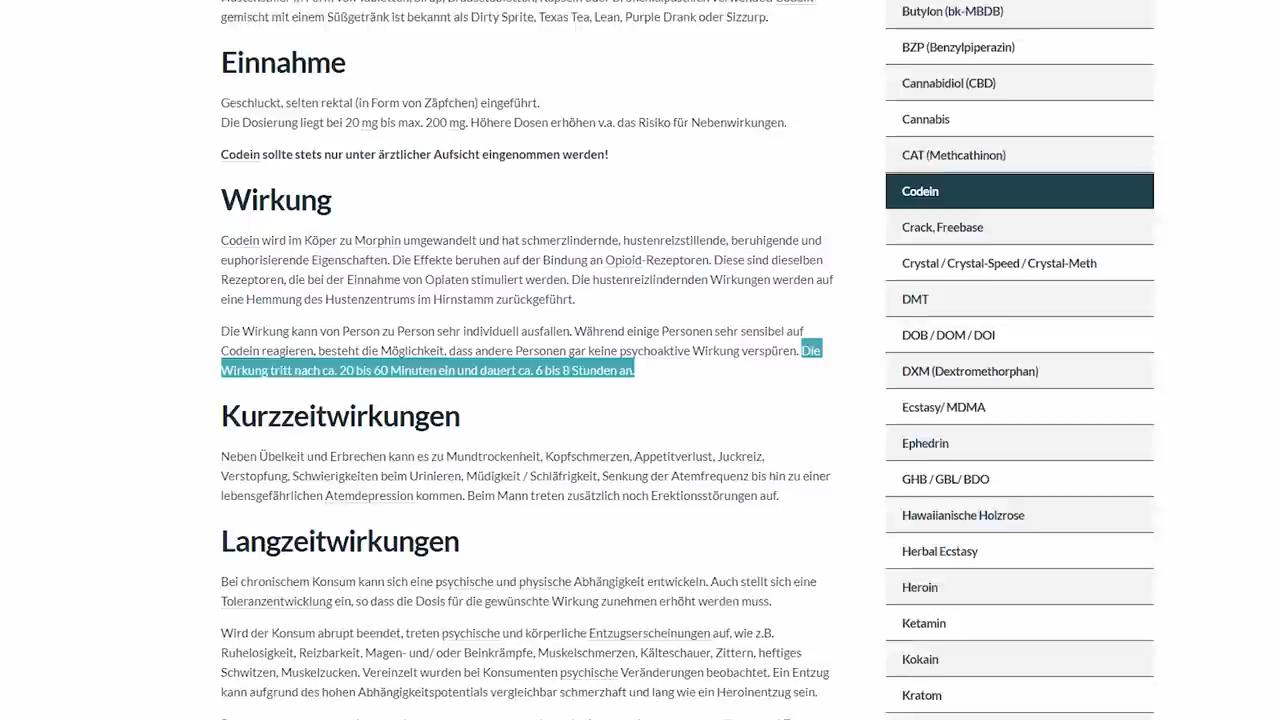 gemischt mit einem Süßgetränk ist bekannt als Dirty Sprite, Texas Tea, Lean, Purple Drank oder Sizzurp.
Einnahme
Geschluckt, selten rektal (in Form von Zäpfchen) eingeführt.
Die Dosierung liegt bei 20 mg bis max. 200 mg. Höhere Dosen erhöhen v.a. das Risiko für Nebenwirkungen.
Codein sollte stets nur unter ärztlicher Aufsicht eingenommen werden!
Wirkung
Codein wird im Köper zu Morphin umgewandelt und hat schmerzlindernde, hustenreizstillende, beruhigende und
euphorisierende Eigenschaften. Die Effekte beruhen auf der Bindung an Opioid-Rezeptoren. Diese sind dieselben
Rezeptoren, die bei der Einnahme von Opiaten stimuliert werden. Die hustenreizlindernden Wirkungen werden auf
eine Hemmung des Hustenzentrums im Hirnstamm zurückgeführt.
Die Wirkung kann von Person zu Person sehr individuell ausfallen. Während einige Personen sehr sensibel auf
Codein reagieren, besteht die Möglichkeit, dass andere Personen gar keine psychoaktive Wirkung verspüren. Die
Wirkung tritt nach ca. 20 bis 60 Minuten ein und dauert ca. 6 bis 8 Stunden an.
Kurzzeitwirkungen
Neben Übelkeit und Erbrechen kann es zu Mundtrockenheit, Kopfschmerzen, Appetitverlust, Juckreiz,
Verstopfung, Schwierigkeiten beim Urinieren, Müdigkeit / Schläfrigkeit, Senkung der Atemfrequenz bis hin zu einer
lebensgefährlichen Atemdepression kommen. Beim Mann treten zusätzlich noch Erektionsstörungen auf.
Langzeitwirkungen
Bei chronischem Konsum kann sich eine psychische und physische Abhängigkeit entwickeln. Auch stellt sich eine
Toleranzentwicklung ein, so dass die Dosis für die gewünschte Wirkung zunehmen erhöht werden muss.
Wird der Konsum abrupt beendet, treten psychische und körperliche Entzugserscheinungen auf, wie z.B.
Ruhelosigkeit, Reizbarkeit, Magen- und/ oder Beinkrämpfe, Muskelschmerzen, Kälteschauer, Zittern, heftiges
Schwitzen, Muskelzucken. Vereinzelt wurden bei Konsumenten psychische Veränderungen beobachtet. Ein Entzug
kann aufgrund des hohen Abhängigkeitspotentials vergleichbar schmerzhaft und lang wie ein Heroinentzug sein.
Butylon (bk-MBDB)
BZP (Benzylpiperazin)
Cannabidiol (CBD)
Cannabis
CAT (Methcathinon)
Codein
Crack, Freebase
Crystal / Crystal-Speed / Crystal-Meth
DMT
DOB / DOM / DOI
DXM (Dextromethorphan)
Ecstasy/ MDMA
Ephedrin
GHB / GBL/ BDO
Hawaiianische Holzrose
Herbal Ecstasy
Heroin
Ketamin
Kokain
Kratom